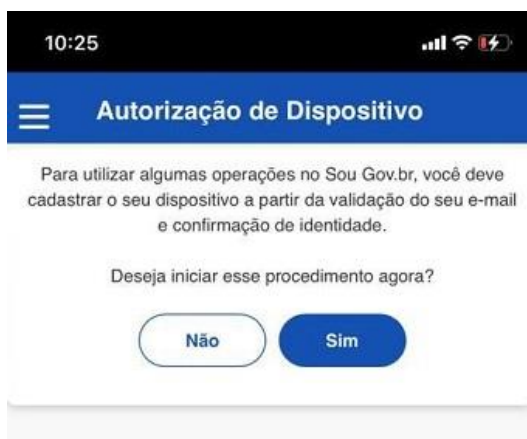 10:25
Autorização de Dispositivo
Para utilizar algumas operações no Sou Gov.br, você deve
cadastrar o seu dispositivo a partir da validação do seu e-mail
e confirmação de identidade.
Deseja iniciar esse procedimento agora?
Não
Sim